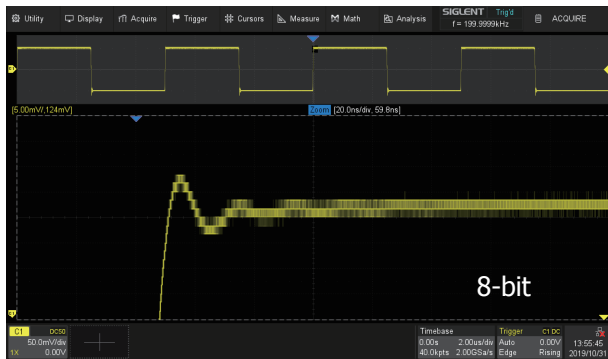 Utility Display Acquire Trigger Cursors Measure Math Analysis SIGLENT Trig'd ACQUIRE
f = 199.9999kHz
[5.00mV/,124mV] Zoom [20.0ns/div, 59.8ns]
8-bit
C1 DC50 Timebase Trigger C1 DC
50.0mV/div 0.00s 2.00us/div Auto 0.00V 13:55:45
1X 0.00V 40.0kpts 2.00GSa/s Edge Rising 2019/10/31